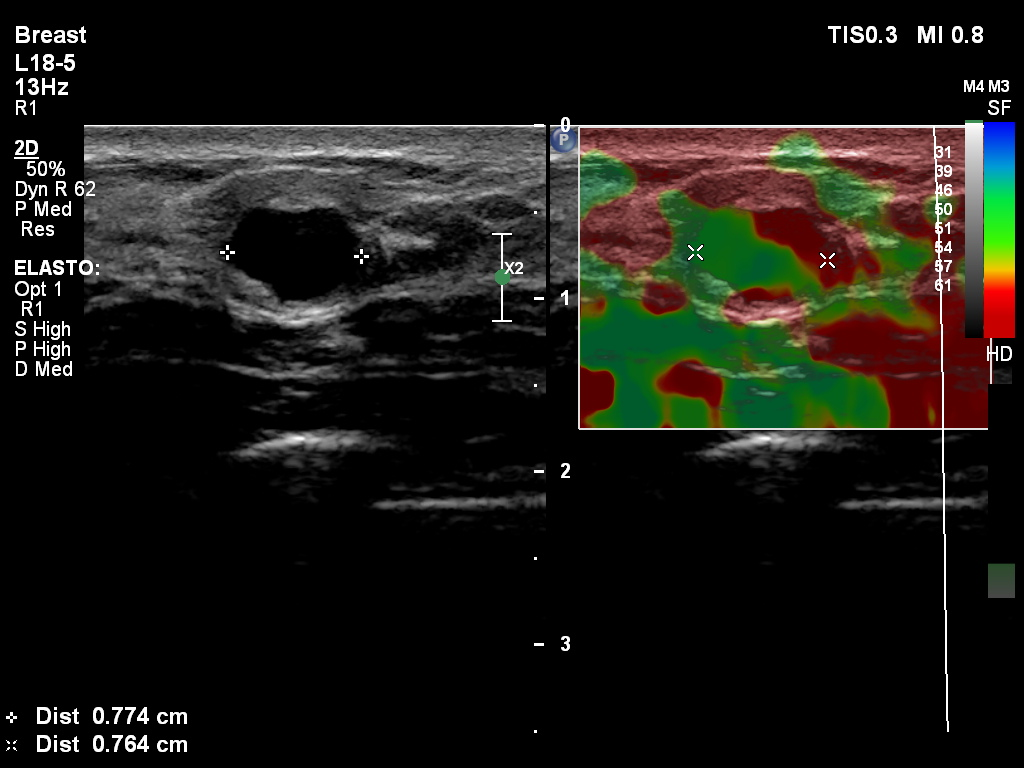 Breast
TIS0.3 MI 0.8
L18-5
13Hz
R1
M4 M3
SF
2D
50%
Dyn R 62
P Med
Res
ELASTO:
Opt 1
R1
S High
P High
D Med
0
P
31
39
46
50
51
54
57
61
X2
1
HD
2
3
Dist 0.774 cm
Dist 0.764 cm